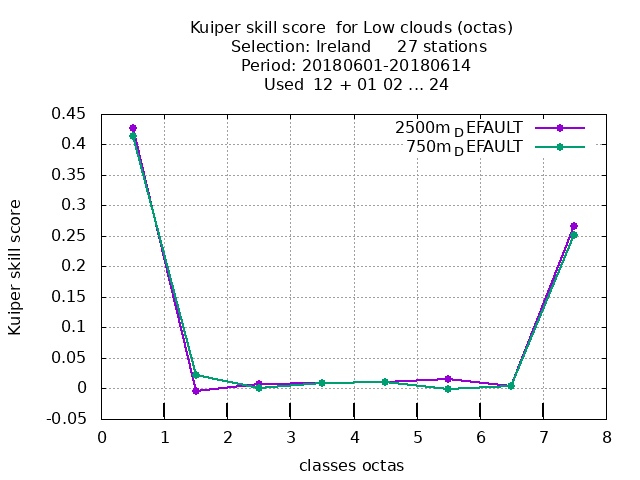 Kuiper skill score  for Low clouds (octas)
Selection: Ireland     27 stations
Period: 20180601-20180614
Used  12 + 01 02 ... 24
2500m_DEFAULT
750m_DEFAULT
0.45
0.4
0.35
0.3
0.25
0.2
0.15
0.1
0.05
0
-0.05
Kuiper skill score
0 1 2 3 4 5 6 7 8
classes octas